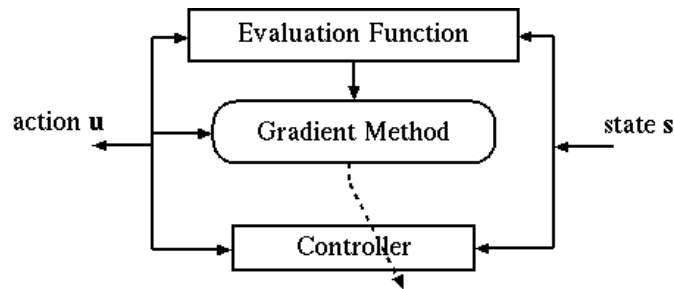 Evaluation Function
action u
Gradient Method
state s
Controller